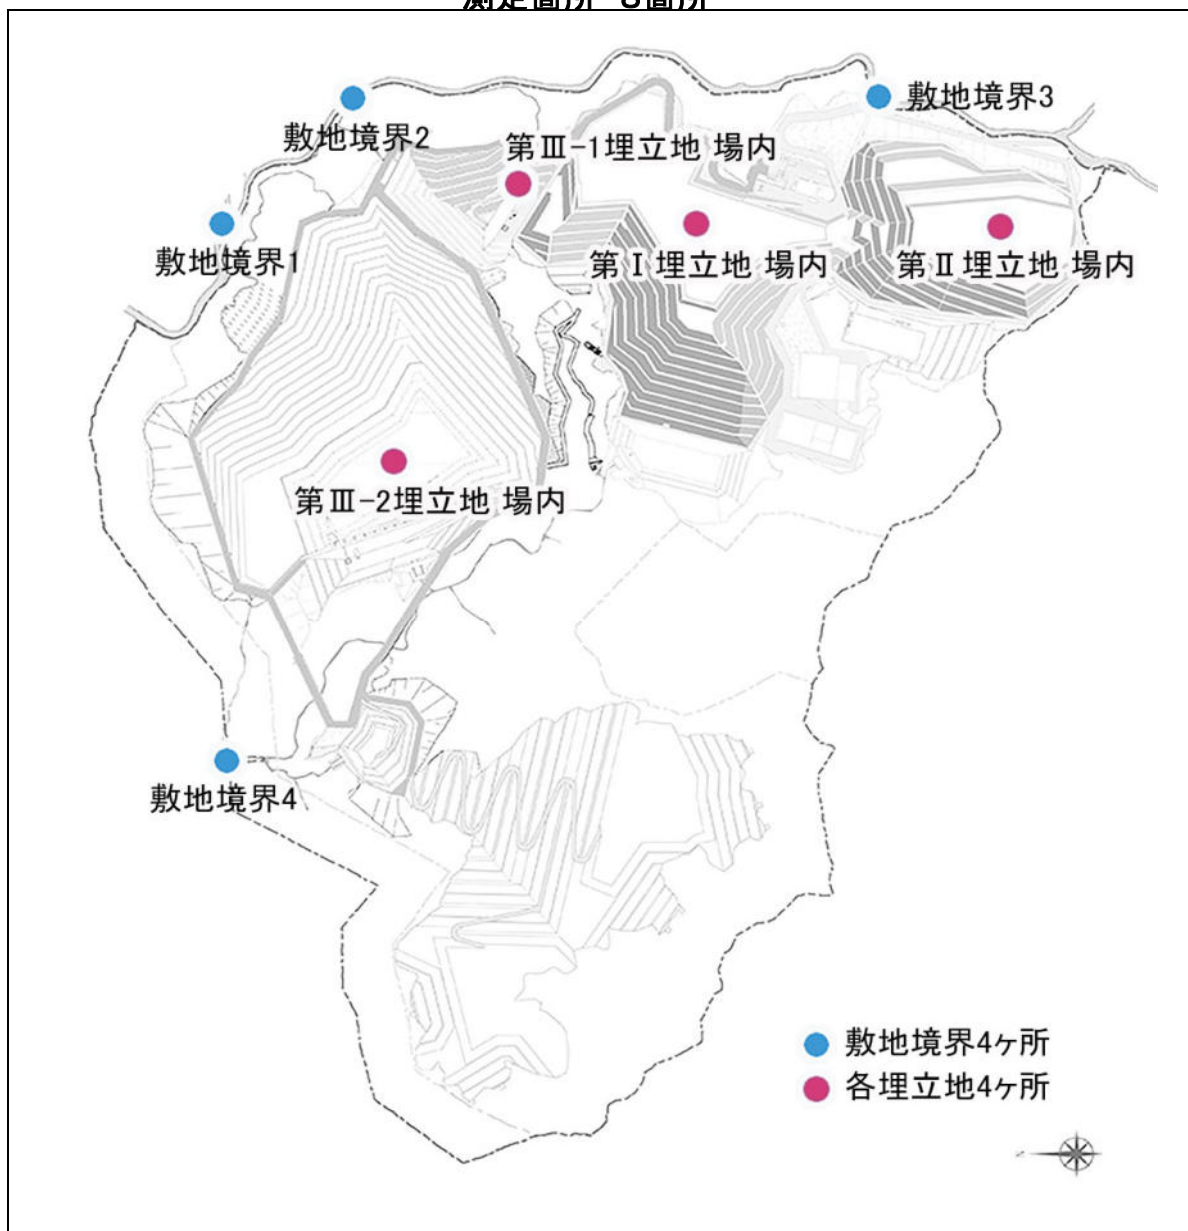 測定箇所 8箇所
敷地境界3
敷地境界2
第Ⅲ-1埋立地 場内
敷地境界1
第Ⅰ埋立地 場内
第Ⅱ埋立地 場内
第Ⅲ-2埋立地 場内
敷地境界4
敷地境界4ヶ所
各埋立地4ヶ所